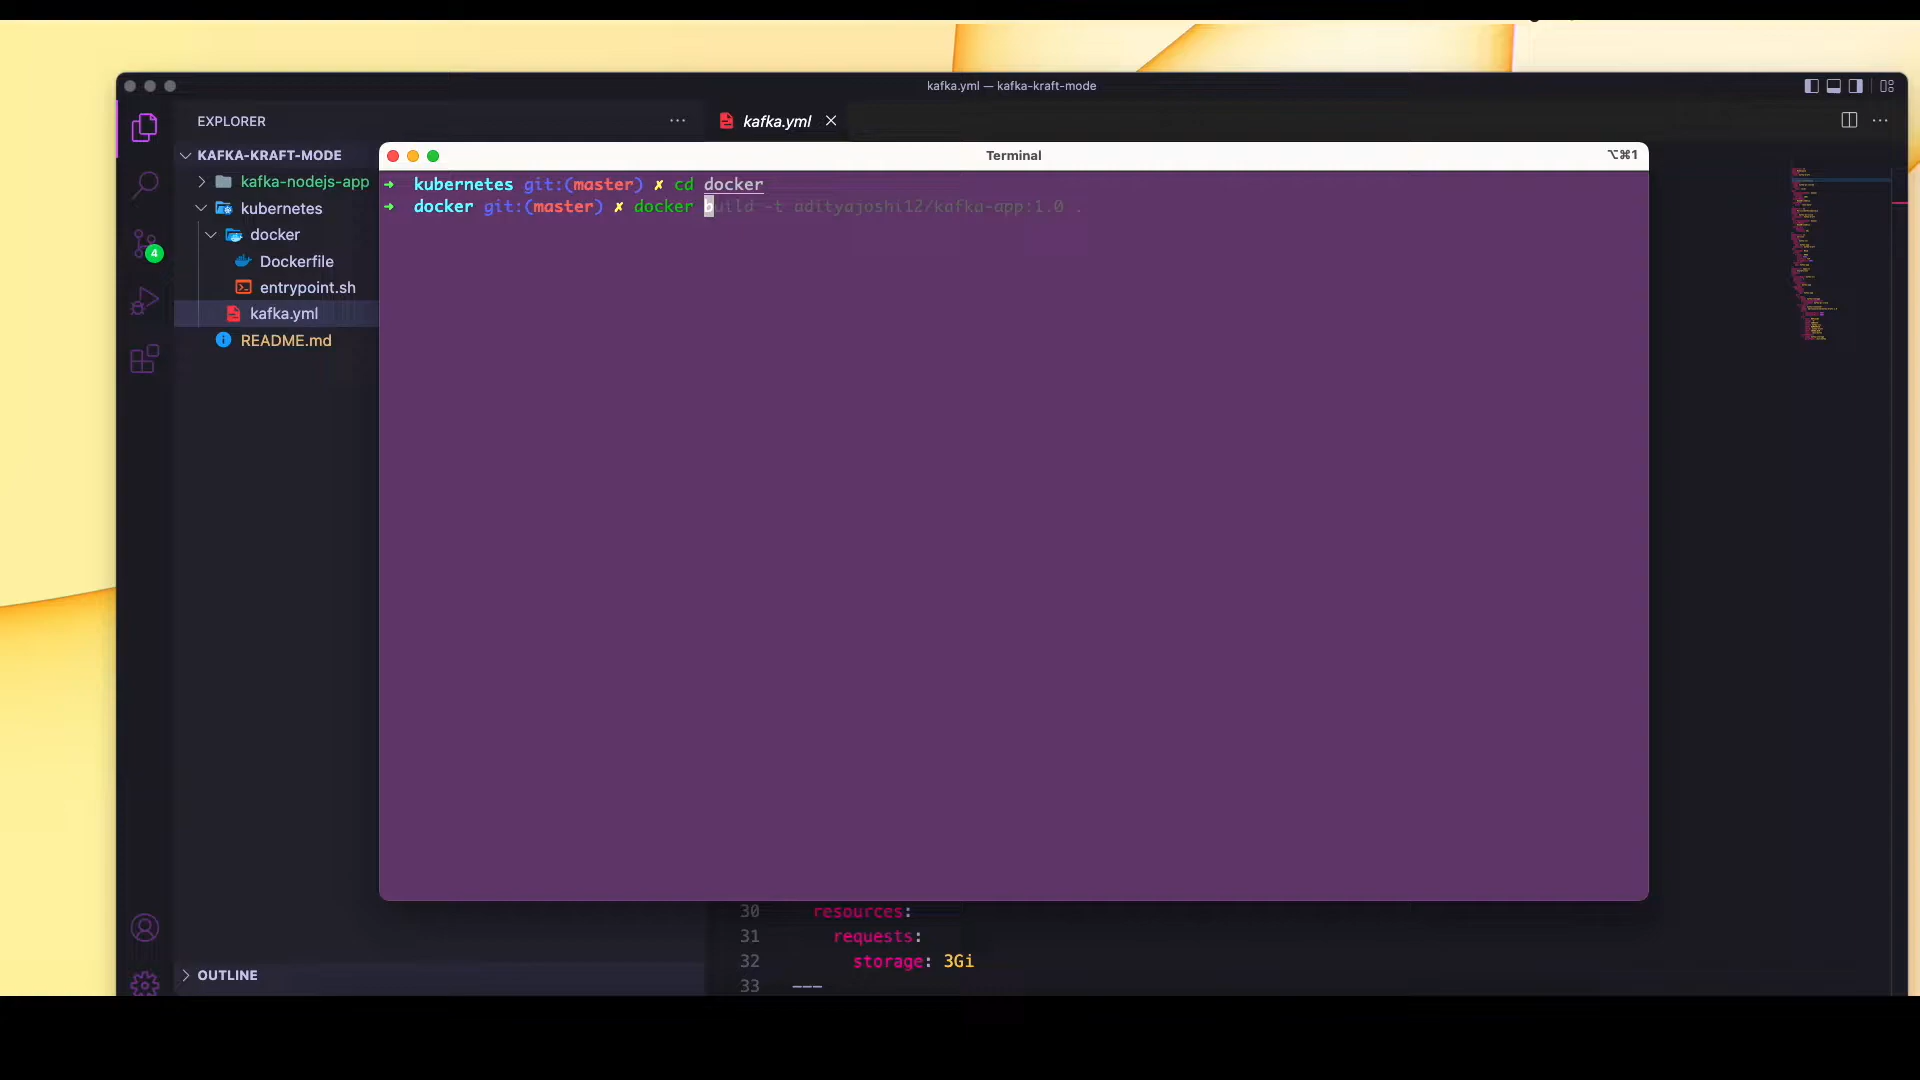 kafka.yml — kafka-kraft-mode
EXPLORER
kafka.yml
KAFKA-KRAFT-MODE
kafka-nodejs-app
kubernetes
docker
Dockerfile
entrypoint.sh
kafka.yml
README.md
4
Terminal
⌥⌘1
➜ kubernetes git:(master) ✗ cd docker
➜ docker git:(master) ✗ docker build -t adityajoshi12/kafka-app:1.0 .
30 resources:
31 requests:
32 storage: 3Gi
33 ---
OUTLINE